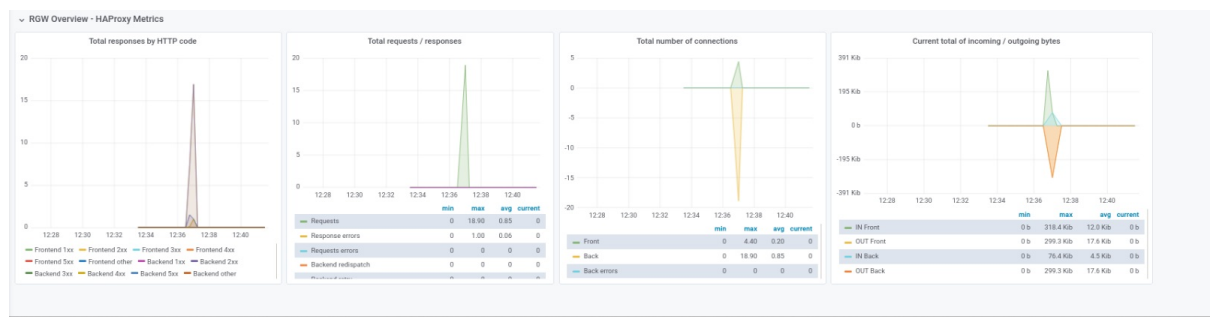 RGW Overview - HAProxy Metrics
Total responses by HTTP code
20
15
10
5
0
12:28 12:30 12:32 12:34 12:36 12:38 12:40
Frontend 1xx Frontend 2xx Frontend 3xx Frontend 4xx
Frontend 5xx Frontend other Backend 1xx Backend 2xx
Backend 3xx Backend 4xx Backend 5xx Backend other
Total requests / responses
20
15
10
5
0
12:28 12:30 12:32 12:34 12:36 12:38 12:40
min max avg current
Requests 0 18.90 0.85 0
Response errors 0 1.00 0.06 0
Requests errors 0 0 0 0
Backend redispatch 0 0 0 0
Backend retry
Total number of connections
5
0
-5
-10
-15
-20
12:28 12:30 12:32 12:34 12:36 12:38 12:40
min max avg current
Front 0 4.40 0.20 0
Back 0 18.90 0.85 0
Back errors 0 0 0 0
Current total of incoming / outgoing bytes
391 Kib
195 Kib
0 b
-195 Kib
-391 Kib
12:28 12:30 12:32 12:34 12:36 12:38 12:40
min max avg current
IN Front 0 b 318.4 Kib 12.0 Kib 0 b
OUT Front 0 b 299.3 Kib 17.6 Kib 0 b
IN Back 0 b 76.4 Kib 4.5 Kib 0 b
OUT Back 0 b 299.3 Kib 17.6 Kib 0 b